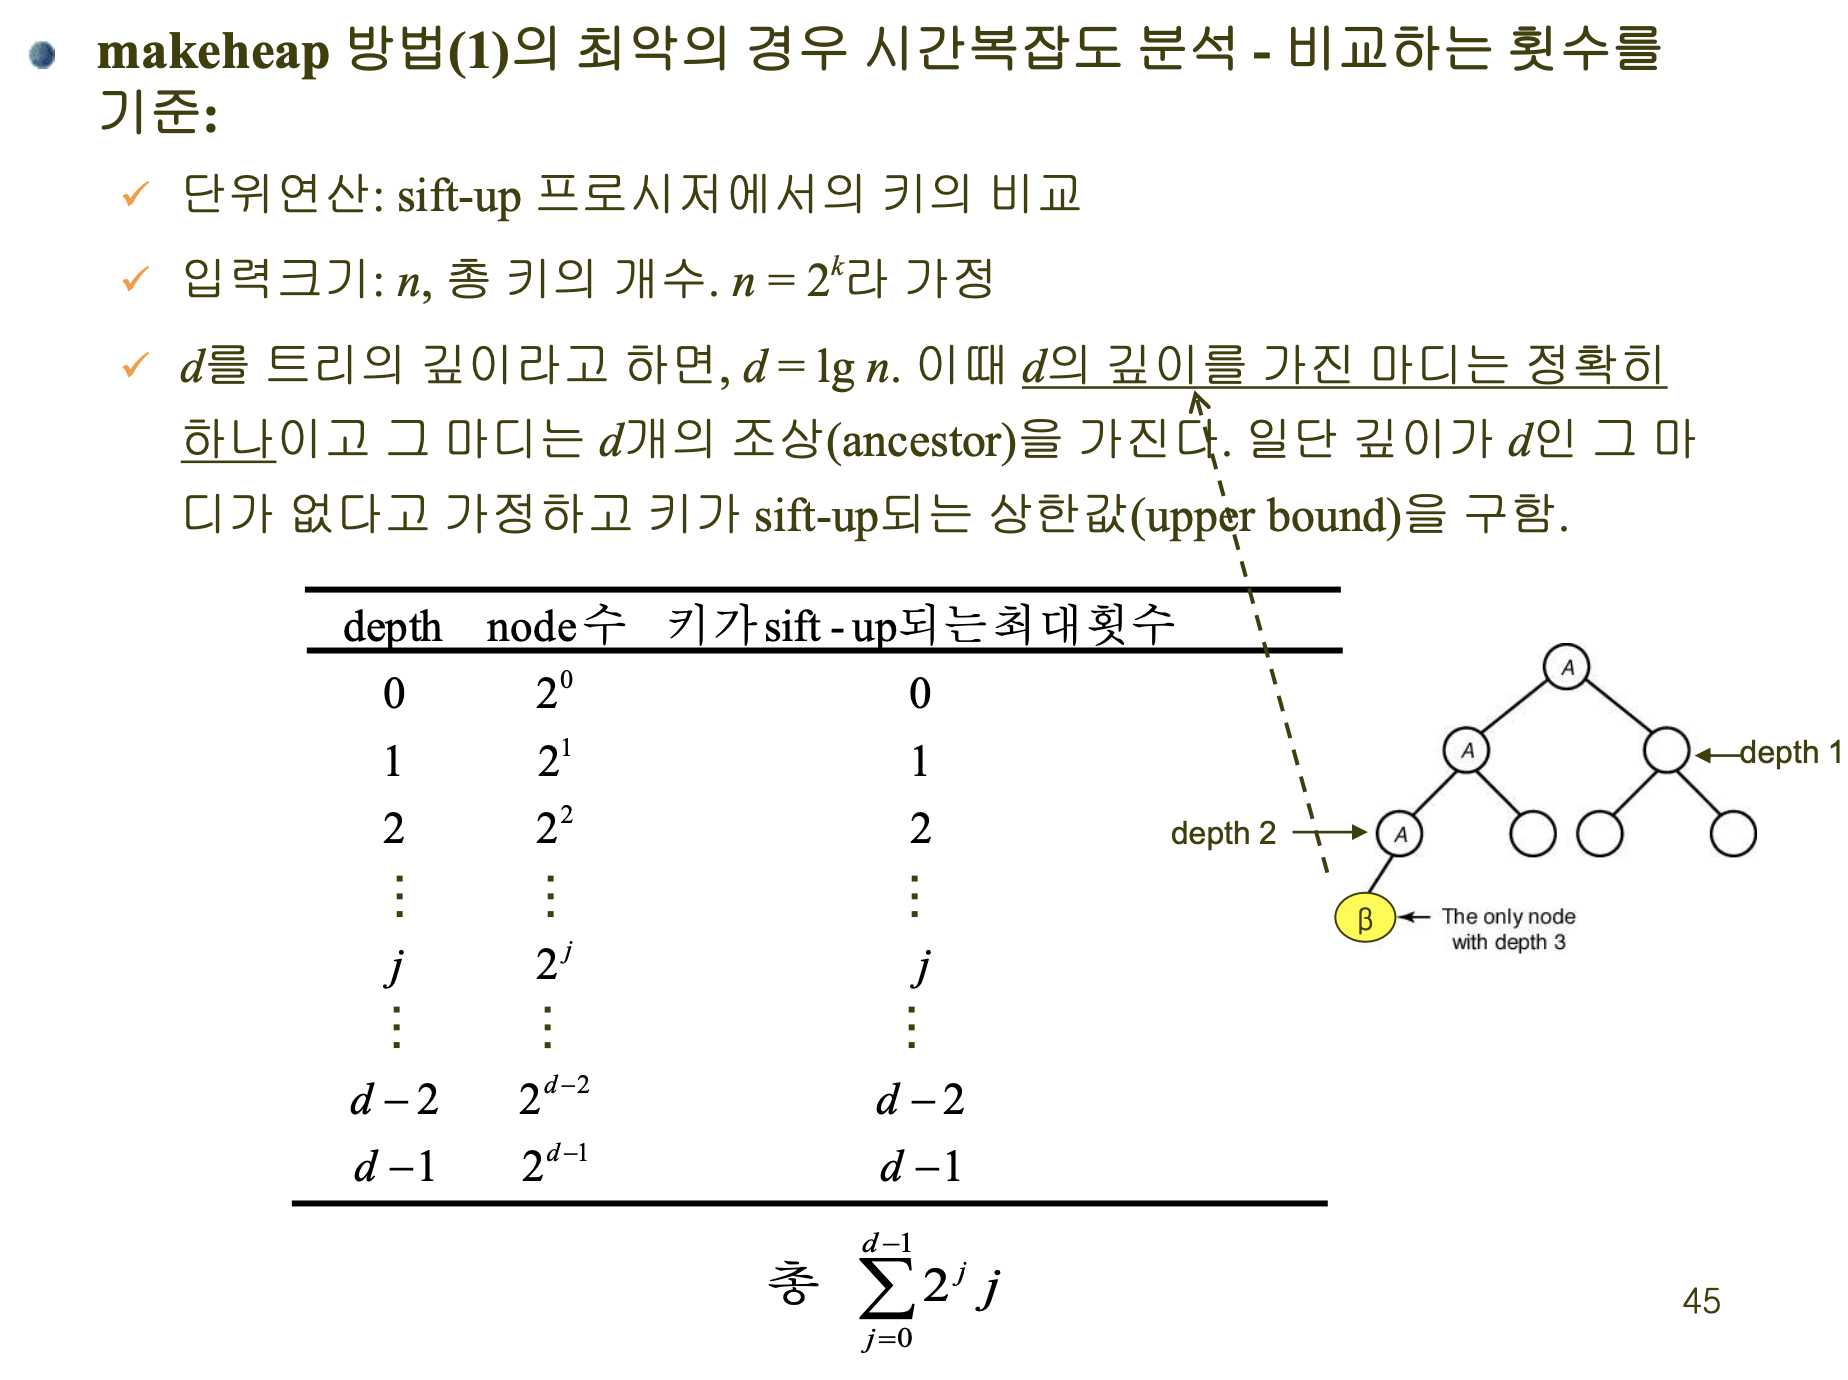 makeheap 방법(1)의 최악의 경우 시간복잡도 분석 - 비교하는 횟수를
기준:
✓ 단위연산: sift-up 프로시저에서의 키의 비교
✓ 입력크기: n, 총 키의 개수. n = 2^k라 가정
✓ d를 트리의 깊이라고 하면, d = lg n. 이때 d의 깊이를 가진 마디는 정확히
하나이고 그 마디는 d개의 조상(ancestor)을 가진다. 일단 깊이가 d인 그 마
디가 없다고 가정하고 키가 sift-up되는 상한값(upper bound)을 구함.
depth node수 키가sift-up되는최대횟수
0 2^0 0
1 2^1 1
2 2^2 2
⋮ ⋮ ⋮
j 2^j j
⋮ ⋮ ⋮
d−2 2^{d−2} d−2
d−1 2^{d−1} d−1
총 ∑_{j=0}^{d−1} 2^j j
A
A
depth 1
depth 2
A
β
The only node
with depth 3
45